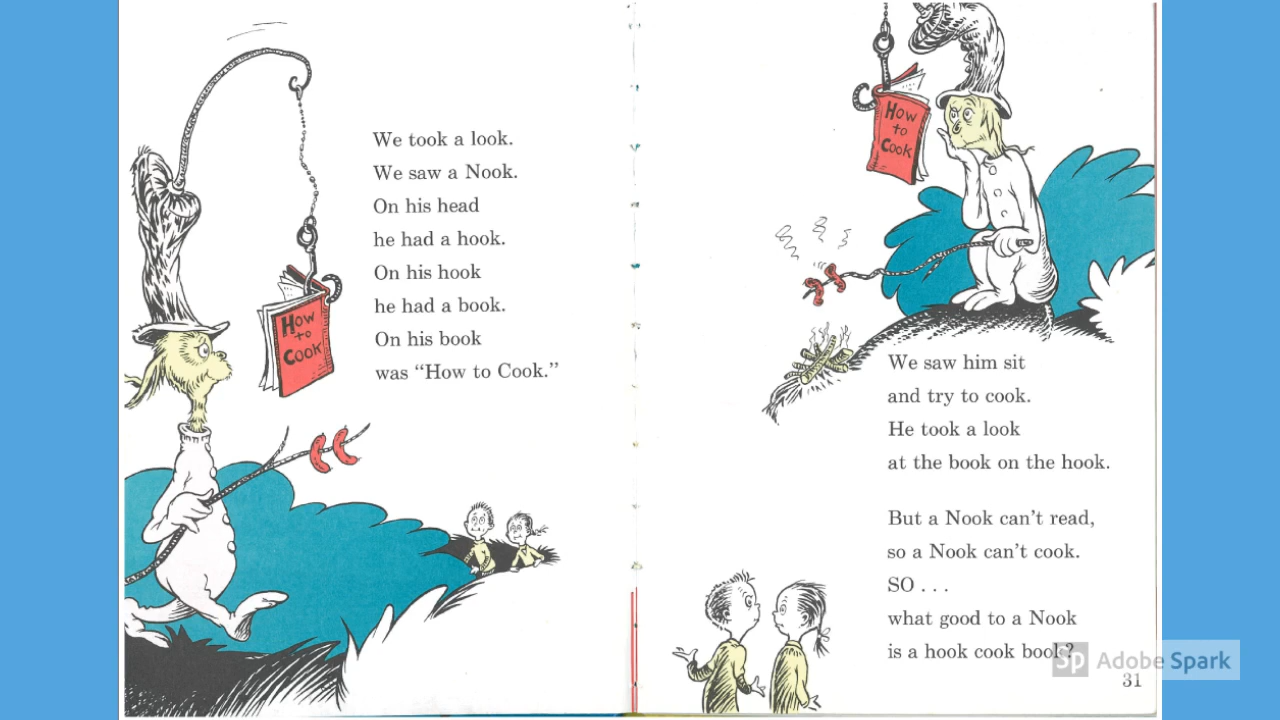 We took a look.
We saw a Nook.
On his head
he had a hook.
On his hook
he had a book.
On his book
was “How to Cook.”
How
to
Cook
How
to
Cook
We saw him sit
and try to cook.
He took a look
at the book on the hook.
But a Nook can’t read,
so a Nook can’t cook.
SO . . .
what good to a Nook
is a hook cook book?
Sp Adobe Spark
31